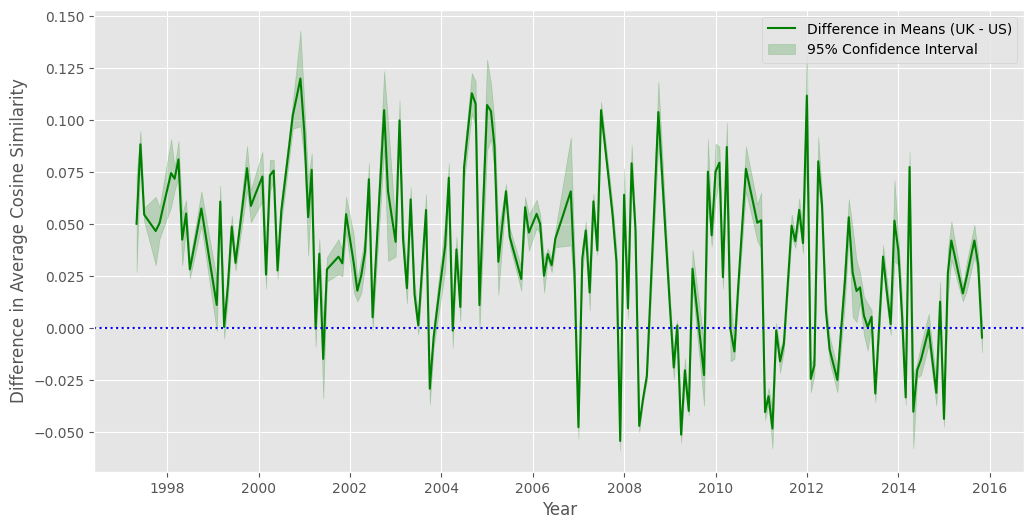 0.150
0.125
0.100
0.075
0.050
0.025
0.000
−0.025
−0.050
Difference in Average Cosine Similarity
Difference in Means (UK - US)
95% Confidence Interval
1998 2000 2002 2004 2006 2008 2010 2012 2014 2016
Year